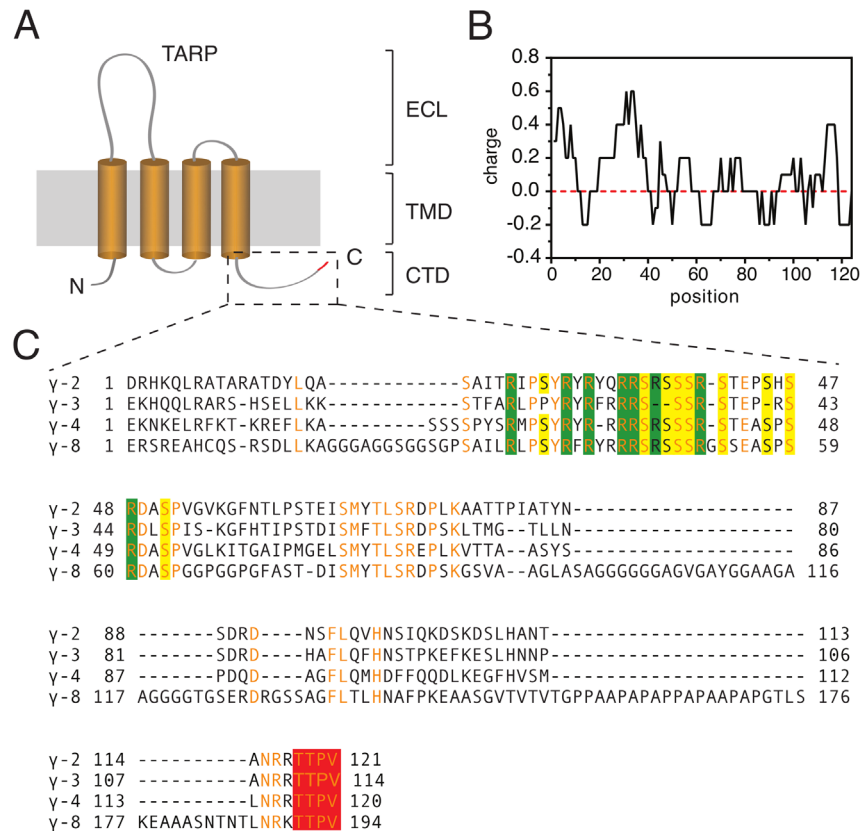 A
B
TARP
ECL
TMD
CTD
N
C
0.8
0.6
0.4
0.2
0.0
-0.2
-0.4
charge
0 20 40 60 80 100 120
position
C
γ-2 1 DRHKQLRATARATDYLQA------------SAITRIPSYRYRYQRRSRSSSRS-STEPSHS 47
γ-3 1 EKHQQLRARS-HSELLKK------------STFARLPPYRYRFRRRS-SSRS-STEPS-RS 43
γ-4 1 EKNKELRFKT-KREFLKA---------SSSSPYSRMPSYRYR-RRSRSSSRS-STEASPS 48
γ-8 1 ERSREAHCQS-RSDLLKAGGGAGGSGGSGPSAILRLPSYRFRYRRRSRSSSRGSSEASPS 59
γ-2 48 RDASPVGVKGFNTLPSTEISMYTLSRDPLKAATTPIATYN------------------ 87
γ-3 44 RDLSPIS-KGFHTIPSTDISMFTLSRDPSKLTMG--TLLN------------------ 80
γ-4 49 RDASPVGLKITGAIPMGELSMYTLSREPLKVTTA--ASYS------------------ 86
γ-8 60 RDASPGGPGGPGFAST-DISMYTLSRDPSKGSVA--AGLASAGGGGGGAGVGAYGGAAGA 116
γ-2 88 -------SDRD----NSFLQVHNSIQKDSKDSLHANT-------------------- 113
γ-3 81 -------SDRD----HAFLQFHNSTPKEFKESLHNNP-------------------- 106
γ-4 87 -------PDQD----AGFLQMHDFFQQDLKEGFHVSM-------------------- 112
γ-8 117 AGGGGTGSERDRGSSAGFLTLHNAFPKEAASGVTVTVTGPPAAPAPAPPAPAAPAPGTLS 176
γ-2 114 ----------ANRRTTPV 121
γ-3 107 ----------ANRRTTPV 114
γ-4 113 ----------LNRRTTPV 120
γ-8 177 KEAAASNTNTLNRKTTPV 194